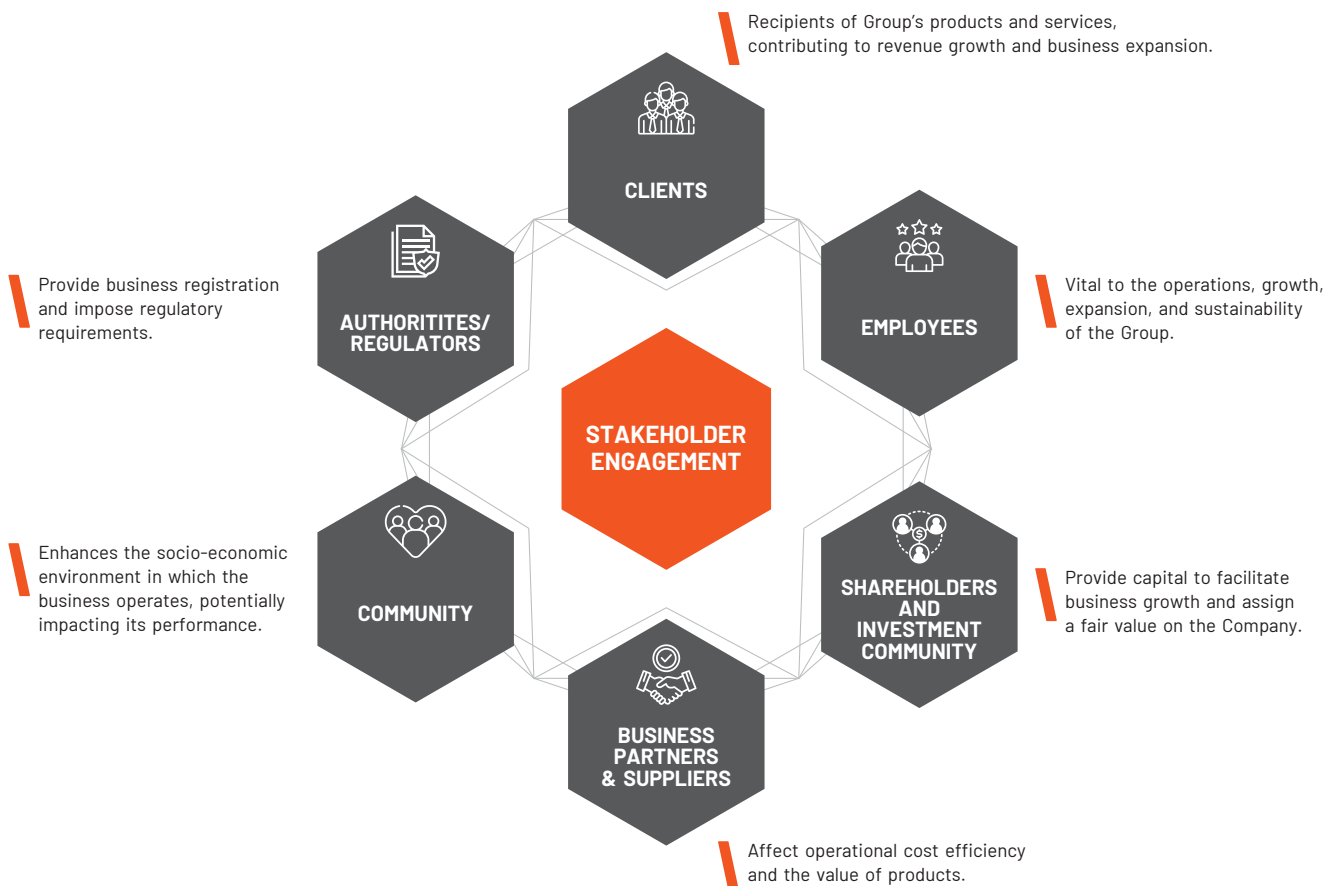 Recipients of Group's products and services,
contributing to revenue growth and business expansion.
CLIENTS
Provide business registration
and impose regulatory
requirements.
AUTHORITITES/
REGULATORS
EMPLOYEES
Vital to the operations, growth,
expansion, and sustainability
of the Group.
STAKEHOLDER
ENGAGEMENT
Enhances the socio-economic
environment in which the
business operates, potentially
impacting its performance.
COMMUNITY
$
SHAREHOLDERS
AND
INVESTMENT
COMMUNITY
Provide capital to facilitate
business growth and assign
a fair value on the Company.
BUSINESS
PARTNERS
& SUPPLIERS
Affect operational cost efficiency
and the value of products.